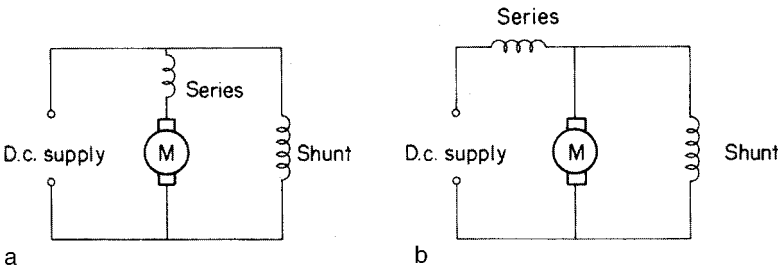 Series
D.c. supply
M
Shunt
a
Series
D.c. supply
M
Shunt
b